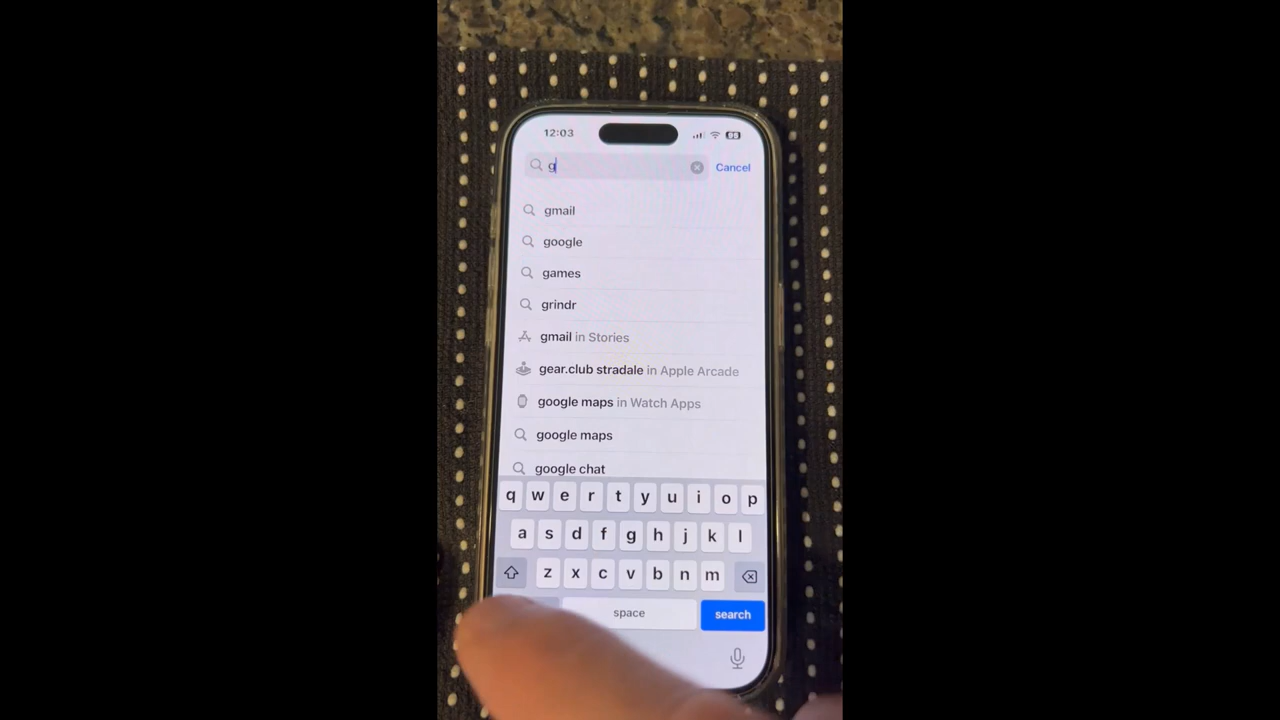 12:03
g
Cancel
gmail
google
games
grindr
gmail in Stories
gear.club stradale in Apple Arcade
google maps in Watch Apps
google maps
google chat
q w e r t y u i o p
a s d f g h j k l
z x c v b n m
space
search